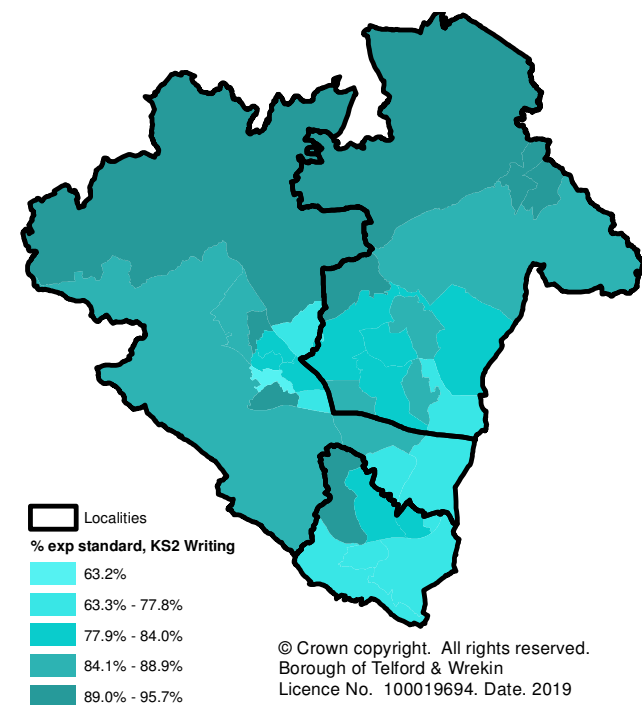 Localities
% exp standard, KS2 Writing
63.2%
63.3% - 77.8%
77.9% - 84.0%
84.1% - 88.9%
89.0% - 95.7%
© Crown copyright. All rights reserved.
Borough of Telford & Wrekin
Licence No. 100019694. Date. 2019